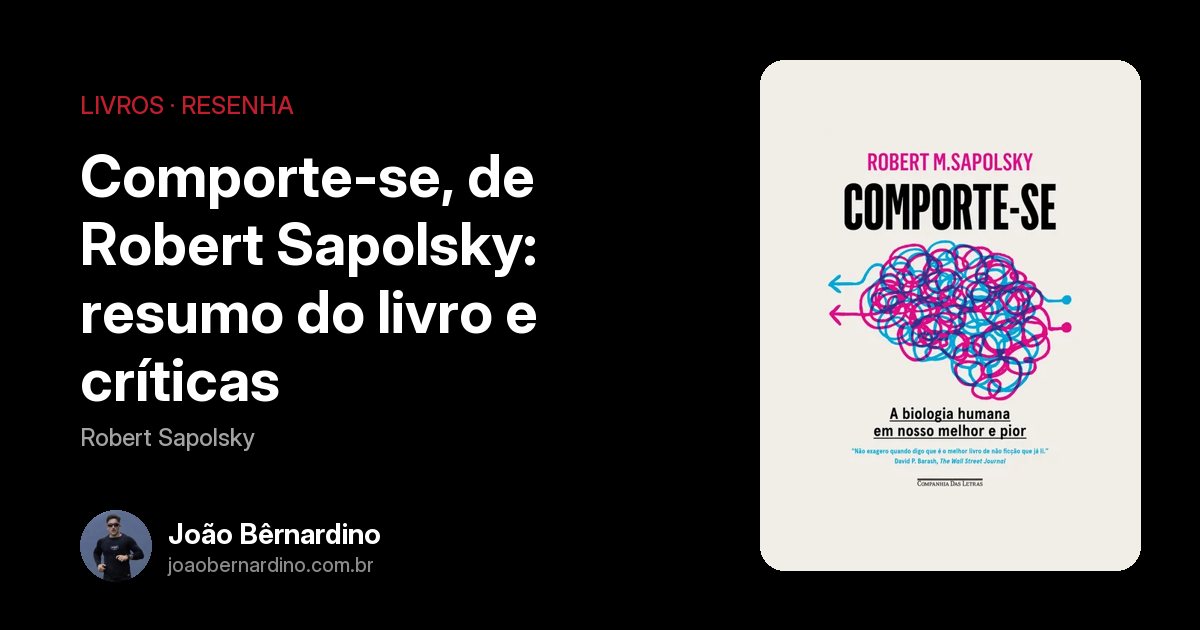 LIVROS · RESENHA
Comporte-se, de
Robert Sapolsky:
resumo do livro e
críticas
Robert Sapolsky
João Bêrnardino
joaobernardino.com.br
ROBERT M.SAPOLSKY
COMPORTE-SE
A biologia humana
em nosso melhor e pior
"Não exagero quando digo que é o melhor livro de não ficção que já li."
David P. Barash, The Wall Street Journal
COMPANHIA DAS LETRAS